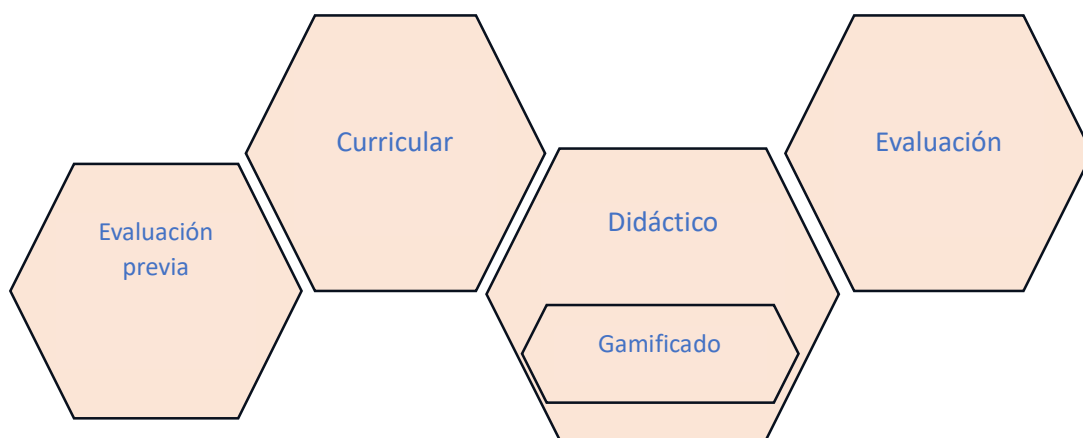 Evaluación
previa
Curricular
Didáctico
Gamificado
Evaluación